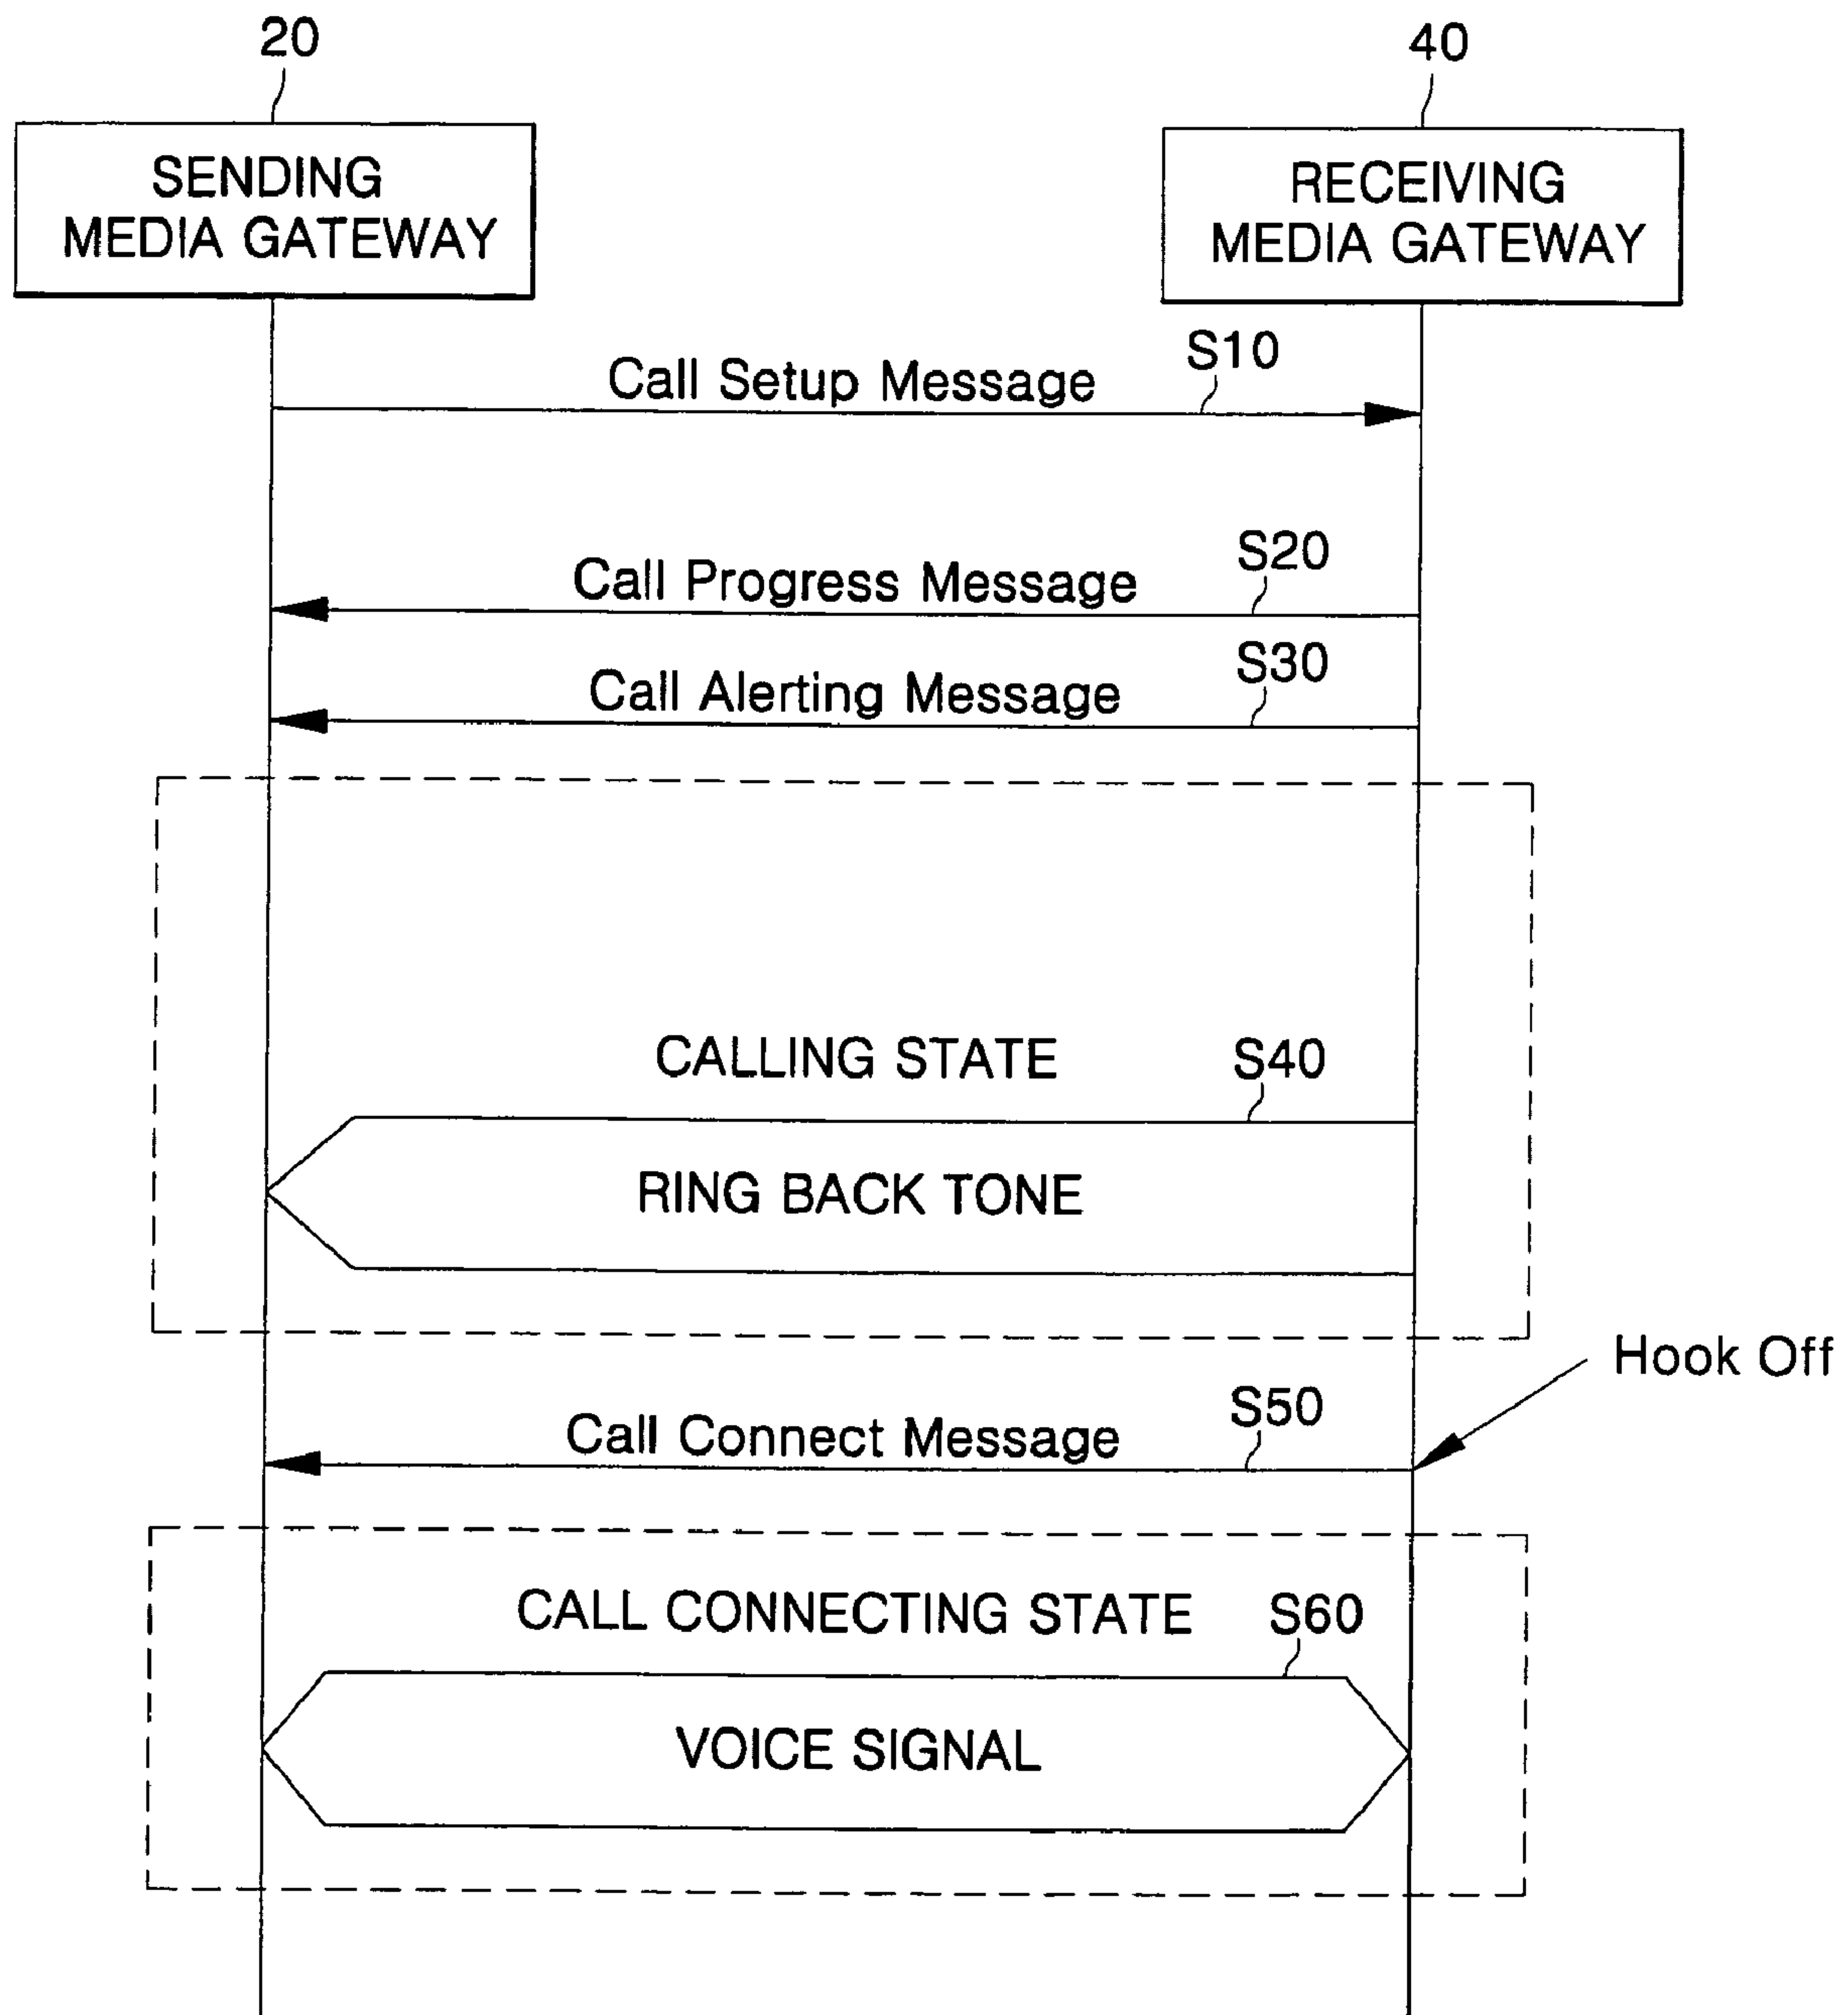 20
40
SENDING
MEDIA GATEWAY
RECEIVING
MEDIA GATEWAY
S10
Call Setup Message
S20
Call Progress Message
S30
Call Alerting Message
CALLING STATE
S40
RING BACK TONE
Hook Off
S50
Call Connect Message
CALL CONNECTING STATE
S60
VOICE SIGNAL